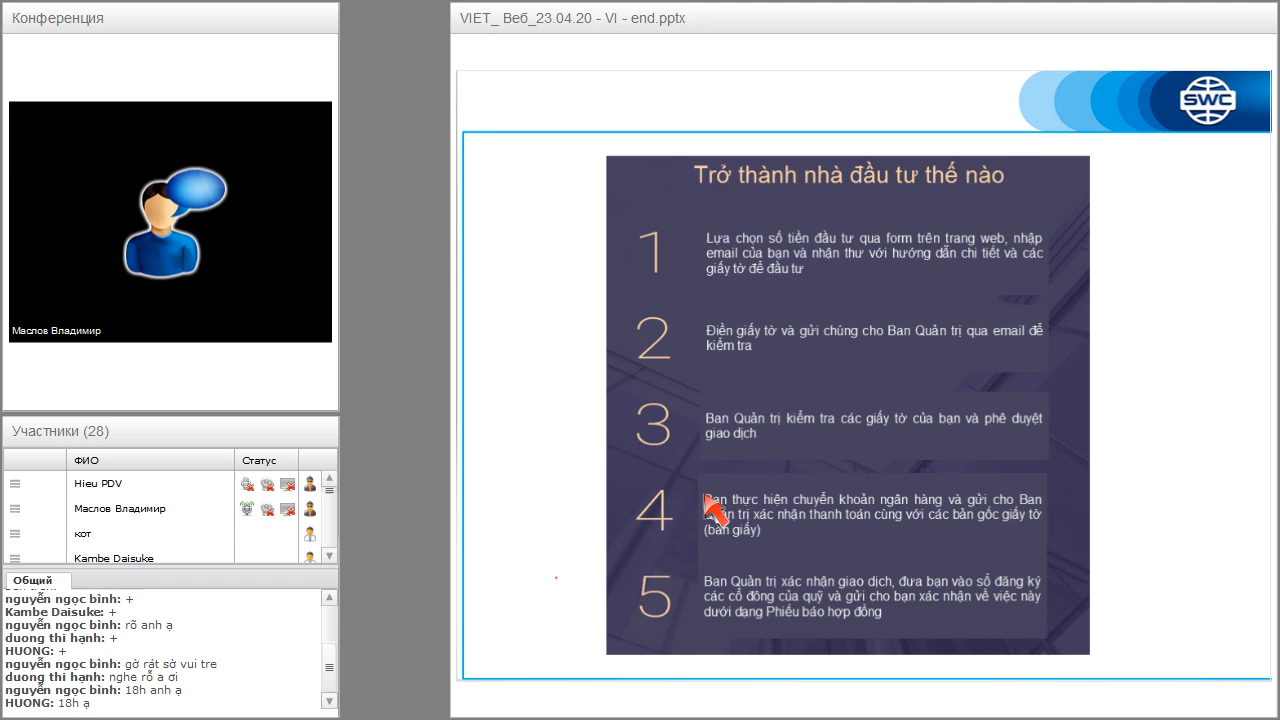 Конференция
Маслов Владимир
Участники (28)
ФИО Статус
Hieu PDV
Маслов Владимир
кот
Kambe Daisuke
Общий
nguyễn ngọc bình: +
Kambe Daisuke: +
nguyễn ngọc bình: rõ anh ạ
duong thi hạnh: +
HUONG: +
nguyễn ngọc bình: gờ rát sờ vui tre
duong thi hạnh: nghe rỗ a ơi
nguyễn ngọc bình: 18h anh ạ
HUONG: 18h ạ
VIET_ Веб_23.04.20 - VI - end.pptx
SWC
Trở thành nhà đầu tư thế nào
1
Lựa chọn số tiền đầu tư qua form trên trang web, nhập
email của bạn và nhận thư với hướng dẫn chi tiết và các
giấy tờ để đầu tư
2
Điền giấy tờ và gửi chúng cho Ban Quản trị qua email để
kiểm tra
3
Ban Quản trị kiểm tra các giấy tờ của bạn và phê duyệt
giao dịch
4
Bạn thực hiện chuyển khoản ngân hàng và gửi cho Ban
Quản trị xác nhận thanh toán cùng với các bản gốc giấy tờ
(bản giấy)
5
Ban Quản trị xác nhận giao dịch, đưa bạn vào sổ đăng ký
các cổ đông của quỹ và gửi cho bạn xác nhận về việc này
dưới dạng Phiếu báo hợp đồng